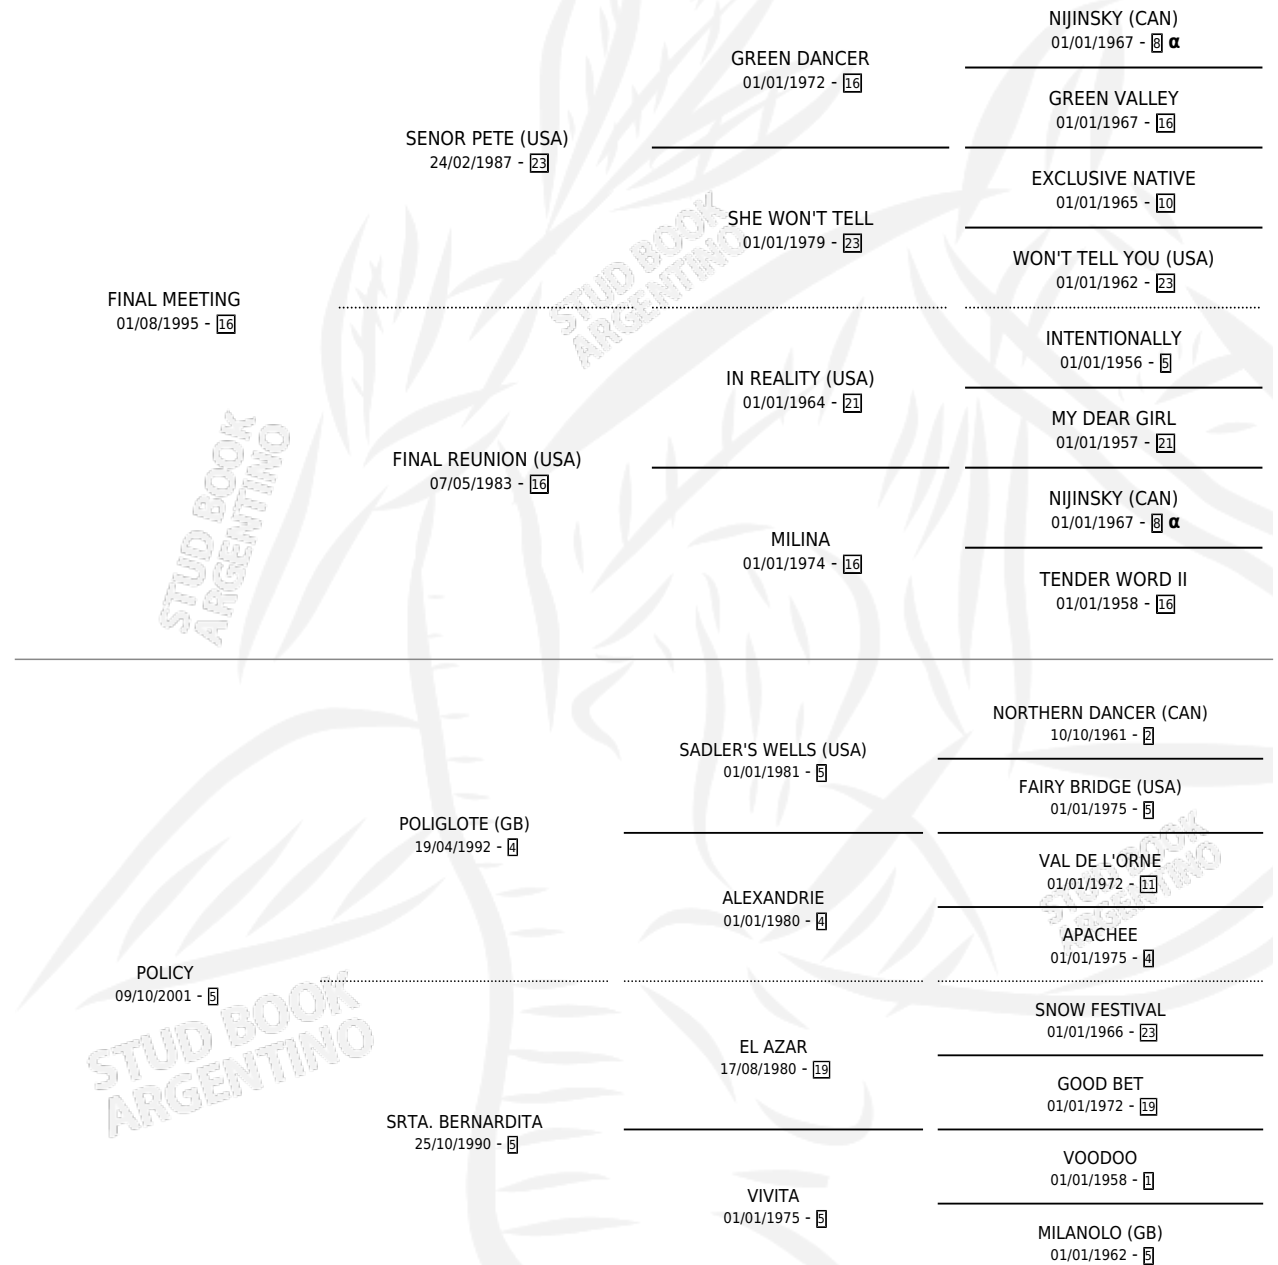 NIJINSKY (CAN)
01/01/1967 - 8 α
GREEN DANCER
01/01/1972 - 16
GREEN VALLEY
01/01/1967 - 16
SENOR PETE (USA)
24/02/1987 - 23
EXCLUSIVE NATIVE
01/01/1965 - 10
SHE WON'T TELL
01/01/1979 - 23
WON'T TELL YOU (USA)
01/01/1962 - 23
FINAL MEETING
01/08/1995 - 16
INTENTIONALLY
01/01/1956 - 5
IN REALITY (USA)
01/01/1964 - 21
MY DEAR GIRL
01/01/1957 - 21
FINAL REUNION (USA)
07/05/1983 - 16
NIJINSKY (CAN)
01/01/1967 - 8 α
MILINA
01/01/1974 - 16
TENDER WORD II
01/01/1958 - 16
NORTHERN DANCER (CAN)
10/10/1961 - 2
SADLER'S WELLS (USA)
01/01/1981 - 5
FAIRY BRIDGE (USA)
01/01/1975 - 5
POLIGLOTE (GB)
19/04/1992 - 4
VAL DE L'ORNE
01/01/1972 - 11
ALEXANDRIE
01/01/1980 - 4
APACHEE
01/01/1975 - 4
POLICY
09/10/2001 - 5
SNOW FESTIVAL
01/01/1966 - 23
EL AZAR
17/08/1980 - 19
GOOD BET
01/01/1972 - 19
SRTA. BERNARDITA
25/10/1990 - 5
VOODOO
01/01/1958 - 1
VIVITA
01/01/1975 - 5
MILANOLO (GB)
01/01/1962 - 5
STUD BOOK
ARGENTINO
STUD BOOK
ARGENTINO
STUD BOOK
ARGENTINO
STUD BOOK
ARGENTINO